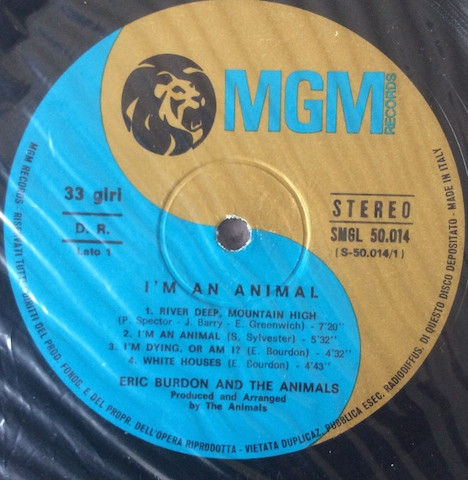 MGM
RECORDS
33 giri
D. R.
Lato 1
STEREO
SMGL 50.014
(S-50.014/1)
I'M AN ANIMAL
1. RIVER DEEP, MOUNTAIN HIGH
(P. Spector - J. Barry - E. Greenwich) - 7'20''
2. I'M AN ANIMAL (S. Sylvester) - 5'32''
3. I'M DYING, OR AM I? (E. Bourdon) - 4'32''
4. WHITE HOUSES (E. Bourdon) - 4'43''
ERIC BURDON AND THE ANIMALS
Produced and Arranged
by The Animals
MGM RECORDS RISERVATI TUTTI I DIRITTI DEL PROD. FONOG. E DEL PROPR. DELL'OPERA RIPRODOTTA - VIETATA DUPLICAZ. PUBBLICA ESEC. RADIODIFFUS. DI QUESTO DISCO DEPOSITATO - MADE IN ITALY